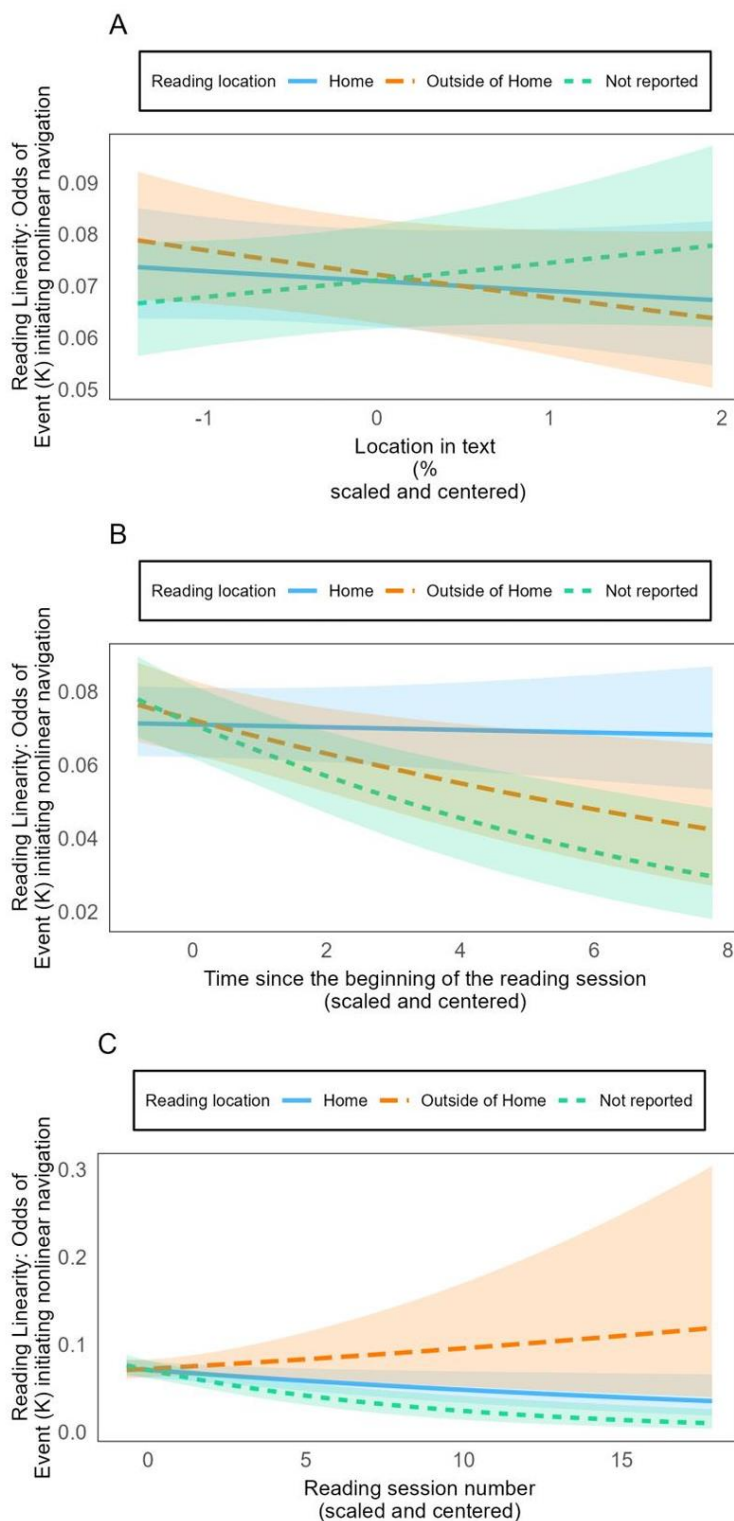 A
Reading location Home Outside of Home Not reported
Reading Linearity: Odds of
Event (K) initiating nonlinear navigation
0.09
0.08
0.07
0.06
0.05
-1 0 1 2
Location in text
(%
scaled and centered)
B
Reading location Home Outside of Home Not reported
Reading Linearity: Odds of
Event (K) initiating nonlinear navigation
0.08
0.06
0.04
0.02
0 2 4 6 8
Time since the beginning of the reading session
(scaled and centered)
C
Reading location Home Outside of Home Not reported
Reading Linearity: Odds of
Event (K) initiating nonlinear navigation
0.3
0.2
0.1
0.0
0 5 10 15
Reading session number
(scaled and centered)